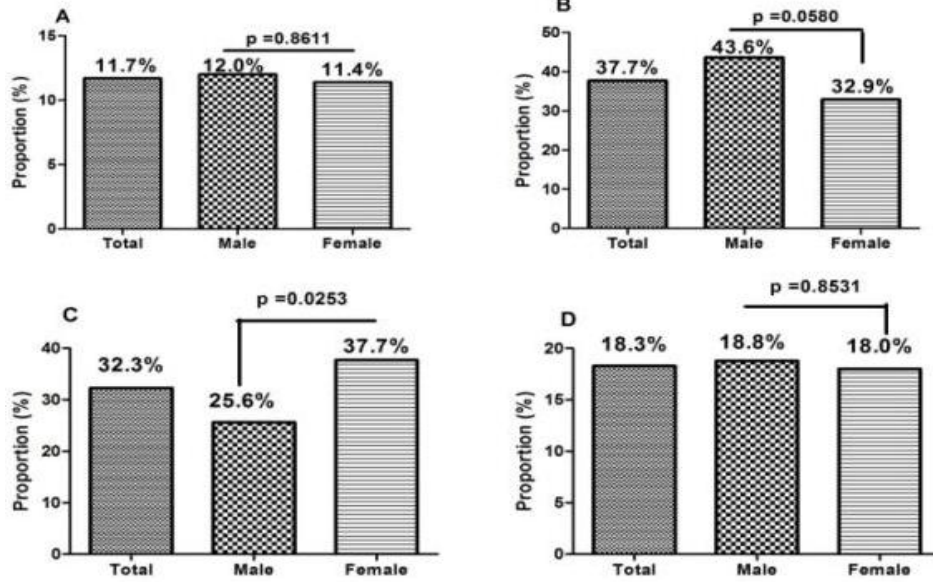 A
p =0.8611
15
11.7%
12.0%
11.4%
10
5
0
Proportion (%)
Total Male Female
B
p =0.0580
50
43.6%
40
37.7%
32.9%
30
20
10
0
Proportion (%)
Total Male Female
C
p =0.0253
40
37.7%
32.3%
30
25.6%
20
10
0
Proportion (%)
Total Male Female
D
p =0.8531
20
18.3%
18.8%
18.0%
15
10
5
0
Proportion (%)
Total Male Female